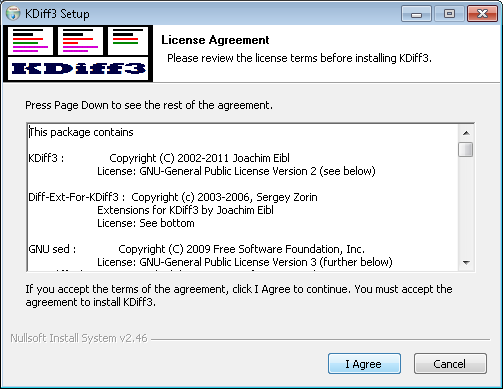 KDiff3 Setup
KDiff3
License Agreement
Please review the license terms before installing KDiff3.
Press Page Down to see the rest of the agreement.
This package contains
KDiff3 : Copyright (C) 2002-2011 Joachim Eibl
License: GNU-General Public License Version 2 (see below)
Diff-Ext-For-KDiff3 : Copyright (c) 2003-2006, Sergey Zorin
Extensions for KDiff3 by Joachim Eibl
License: See bottom
GNU sed : Copyright (C) 2009 Free Software Foundation, Inc.
License: GNU-General Public License Version 3 (further below)
If you accept the terms of the agreement, click I Agree to continue. You must accept the
agreement to install KDiff3.
Nullsoft Install System v2.46
I Agree
Cancel